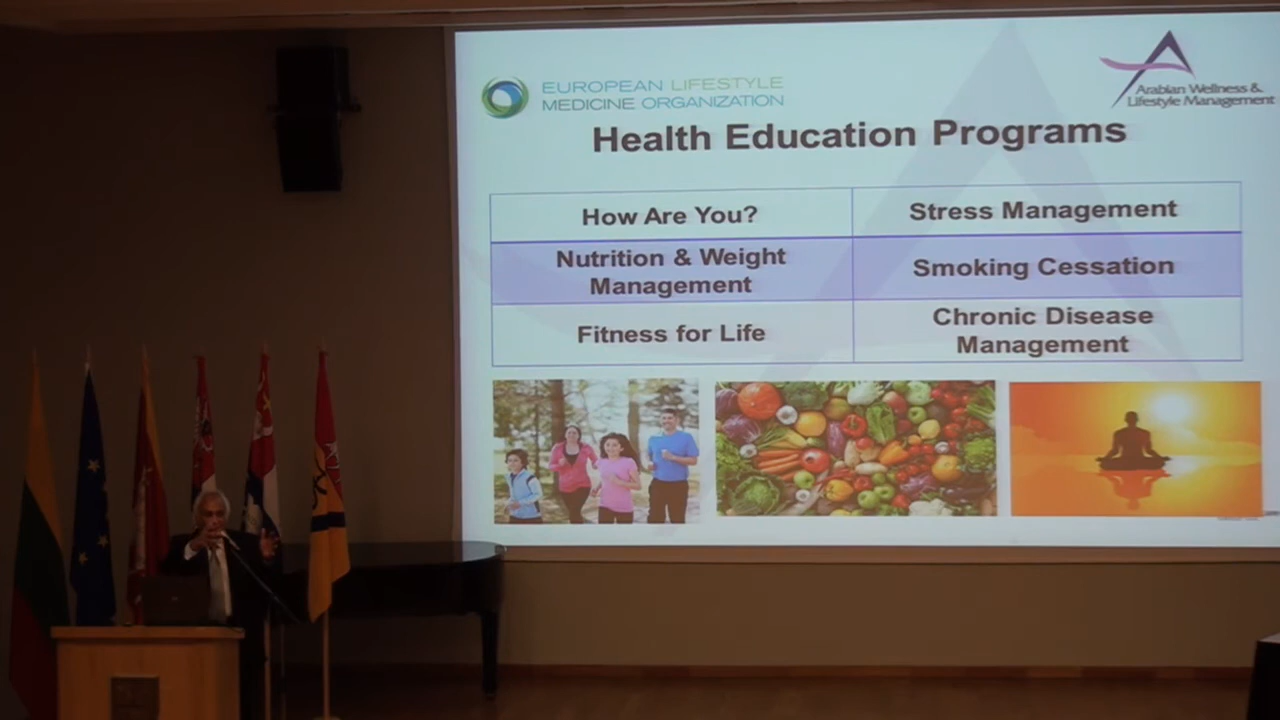 EUROPEAN LIFESTYLE
MEDICINE ORGANIZATION
Arabian Wellness &
Lifestyle Management
Health Education Programs
How Are You?
Stress Management
Nutrition & Weight
Management
Smoking Cessation
Fitness for Life
Chronic Disease
Management